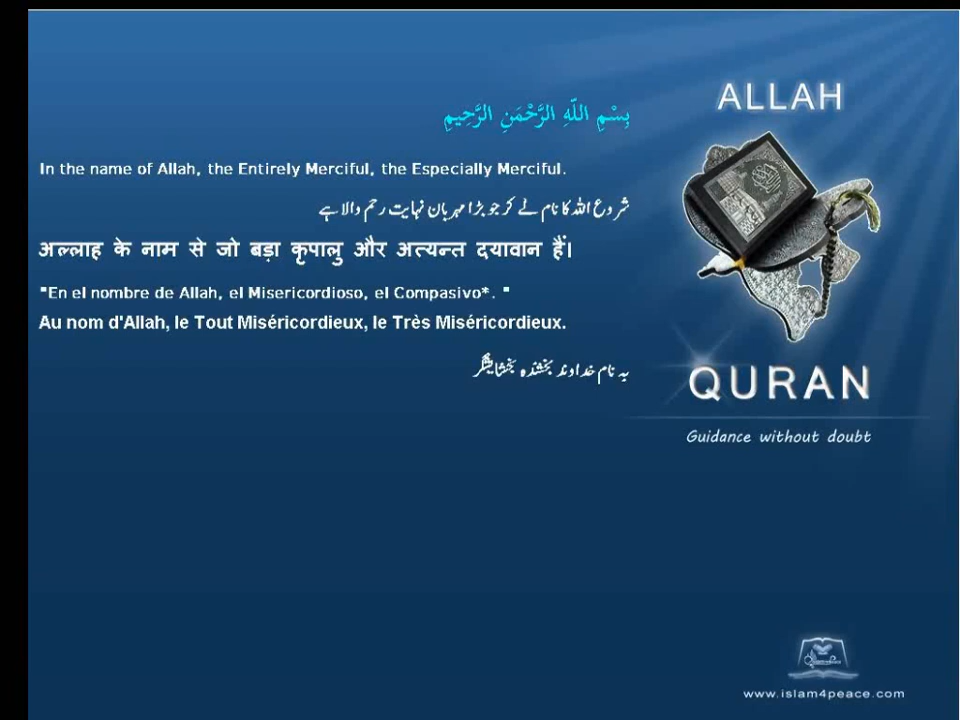 بِسْمِ اللّهِ الرَّحْمَنِ الرَّحِيمِ
In the name of Allah, the Entirely Merciful, the Especially Merciful.
شروع الله کا نام لے کر جو بڑا مہربان نہایت رحم والا ہے
अल्लाह के नाम से जो बड़ा कृपालु और अत्यन्त दयावान हैं।
"En el nombre de Allah, el Misericordioso, el Compasivo*. "
Au nom d'Allah, le Tout Miséricordieux, le Très Miséricordieux.
به نام خداوند بخشنده بخشایشگر
ALLAH
QURAN
Guidance without doubt
www.islam4peace.com